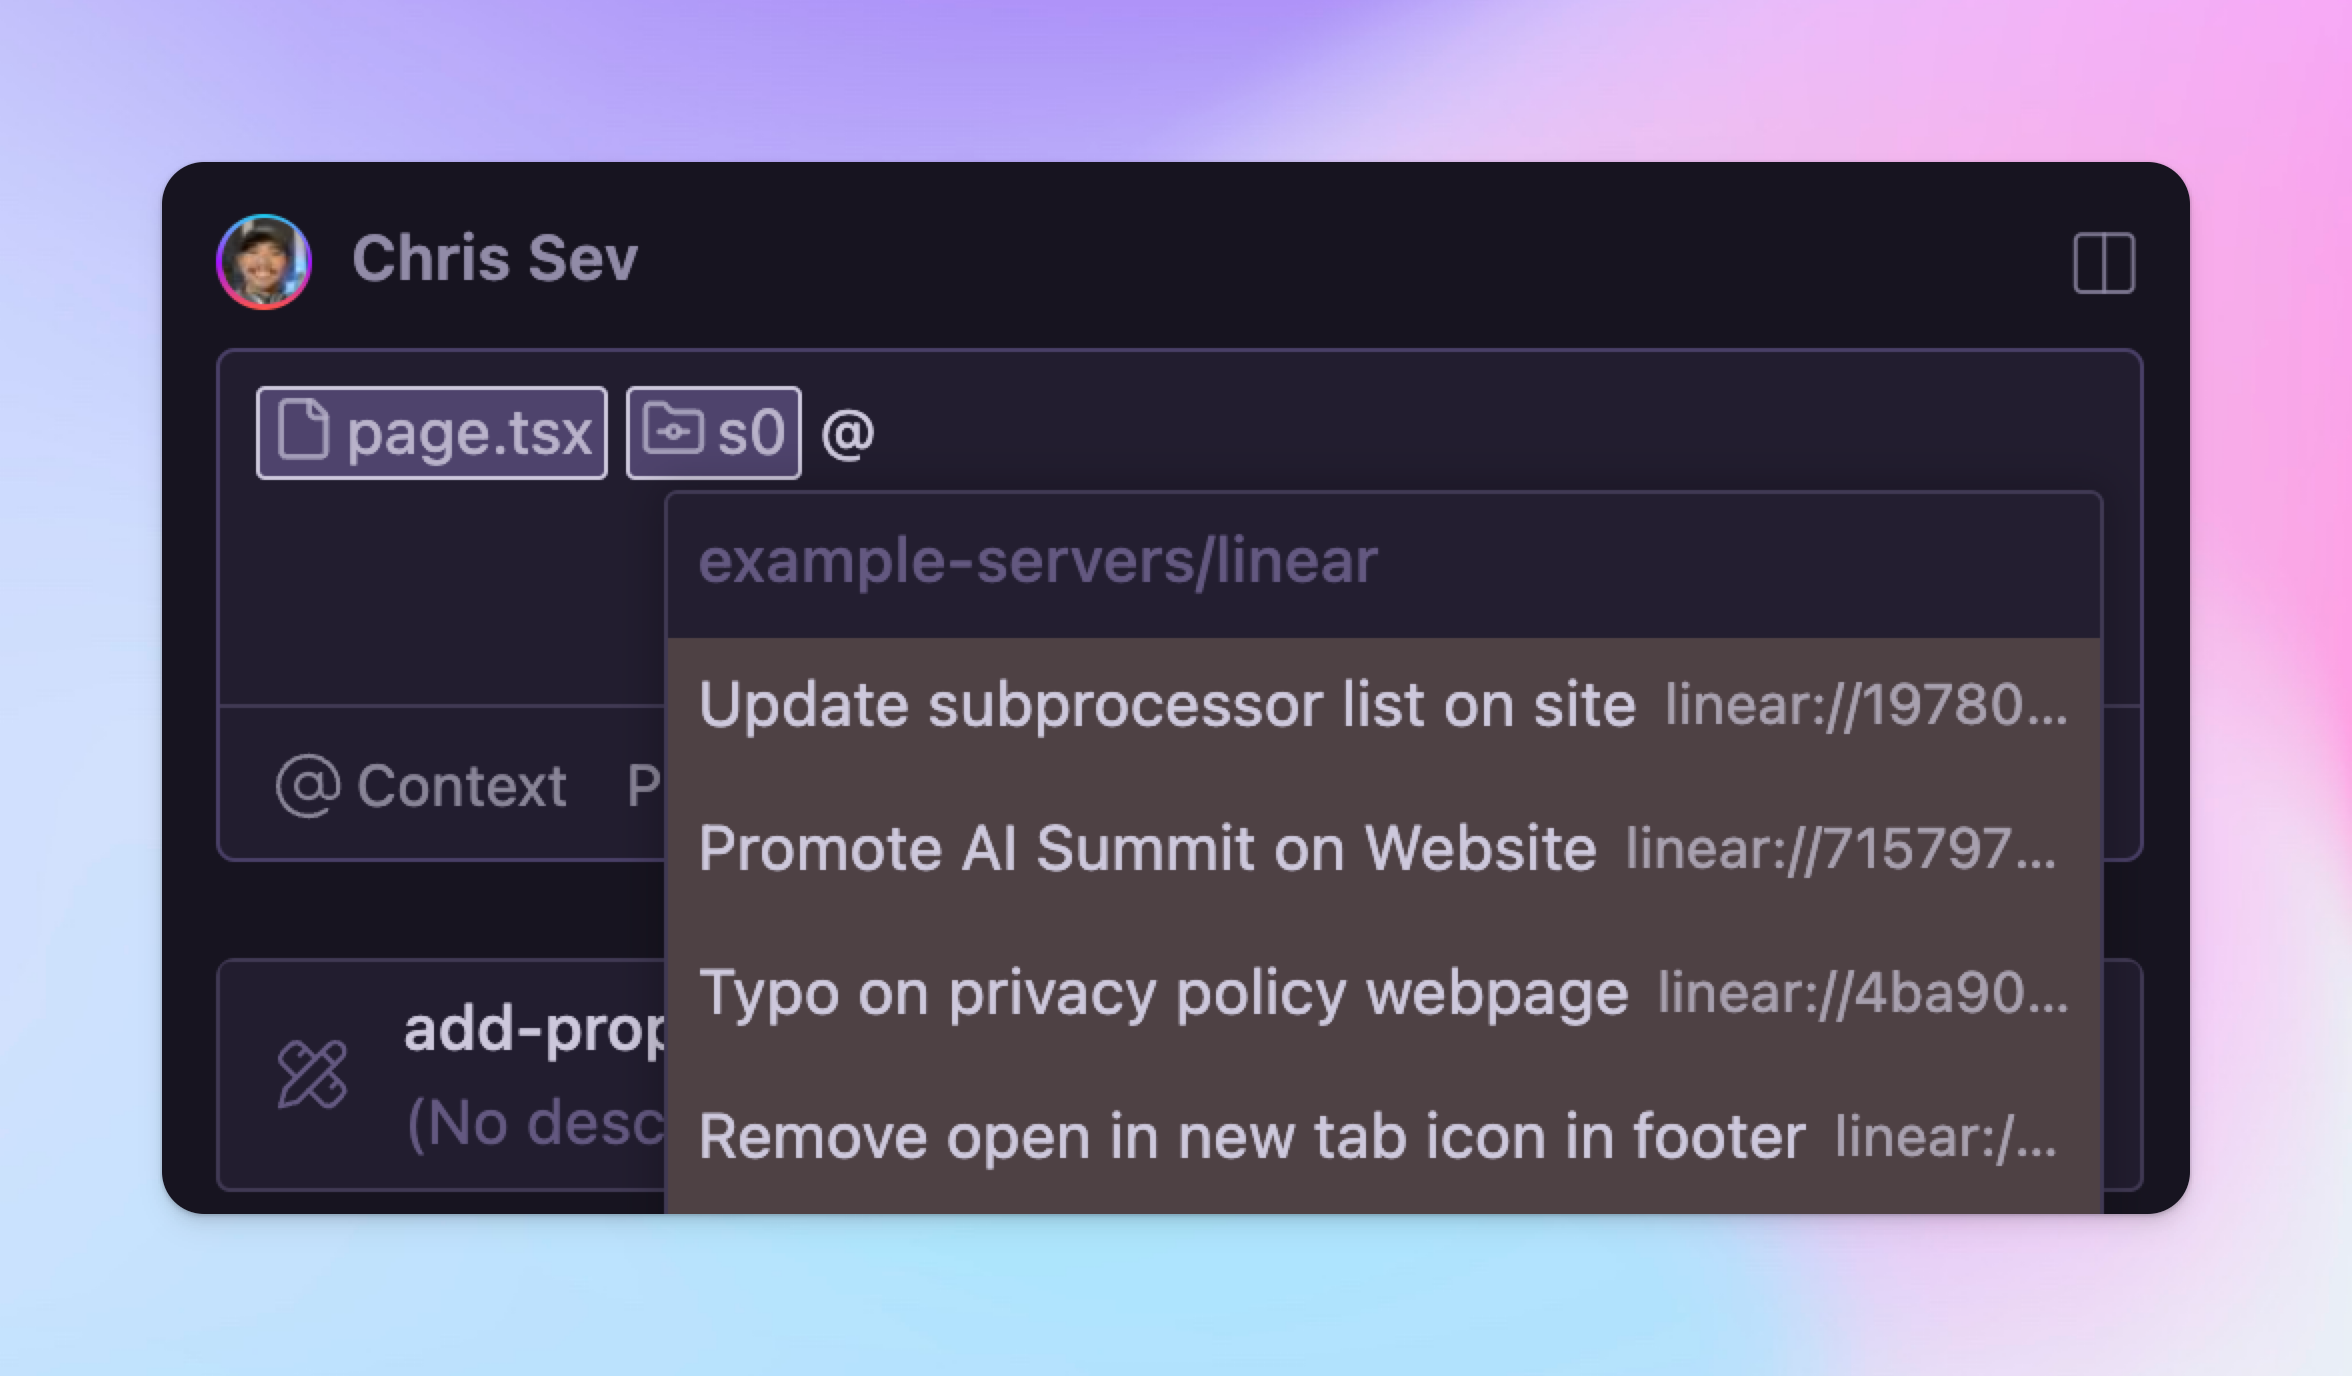 Chris Sev
page.tsx s0 @
example-servers/linear
Update subprocessor list on site linear://19780...
@ Context P
Promote AI Summit on Website linear://715797...
Typo on privacy policy webpage linear://4ba90...
add-prop
Remove open in new tab icon in footer linear:/...
(No desc